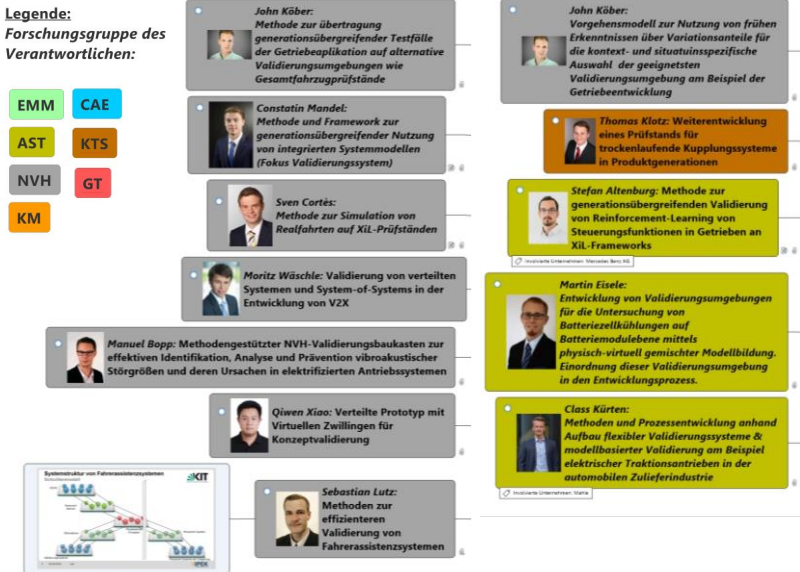 Legende:
Forschungsgruppe des
Verantwortlichen:
EMM
CAE
AST
KTS
NVH
GT
KM
John Köber:
Methode zur übertragung
generationsübergreifender Testfälle
der Getriebeaplikation auf alternative
Validierungsumgebungen wie
Gesamtfahrzugprüfstände
Constatin Mandel:
Methode und Framework zur
generationsübergreifender Nutzung
von integrierten Systemmodellen
(Fokus Validierungssystem)
Sven Cortès:
Methode zur Simulation von
Realfahrten auf XiL-Prüfständen
Moritz Wäschle: Validierung von verteilten
Systemen und System-of-Systems in der
Entwicklung von V2X
Manuel Bopp: Methodengestützter NVH-Validierungsbaukasten zur
effektiven Identifikation, Analyse und Prävention vibroakustischer
Störgrößen und deren Ursachen in elektrifizierten Antriebssystemen
Qiwen Xiao: Verteilte Prototyp mit
Virtuellen Zwillingen für
Konzeptvalidierung
Systemstruktur von Fahrerassistenzsystemen
KIT
IPEK
Sebastian Lutz:
Methoden zur
effizienteren
Validierung von
Fahrerassistenzsystemen
John Köber:
Vorgehensmodell zur Nutzung von frühen
Erkenntnissen über Variationsanteile für
die kontext- und situatuinsspezifische
Auswahl der geeignetsten
Validierungsumgebung am Beispiel der
Getriebeentwicklung
Thomas Klotz: Weiterentwicklung
eines Prüfstands für
trockenlaufende Kupplungssysteme
in Produktgenerationen
Stefan Altenburg: Methode zur
generationsübergreifenden Validierung
von Reinforcement-Learning von
Steuerungsfunktionen in Getrieben an
XiL-Frameworks
Involvierte Unternehmen: Mercedes Benz AG
Martin Eisele:
Entwicklung von Validierungsumgebungen
für die Untersuchung von
Batteriezellkühlungen auf
Batteriemodulebene mittels
physisch-virtuell gemischter Modellbildung.
Einordnung dieser Validierungsumgebung
in den Entwicklungsprozess.
Class Kürten:
Methoden und Prozessentwicklung anhand
Aufbau flexibler Validierungssysteme &
modellbasierter Validierung am Beispiel
elektrischer Traktionsantrieben in der
automobilen Zulieferindustrie
Involvierte Unternehmen: Mahle